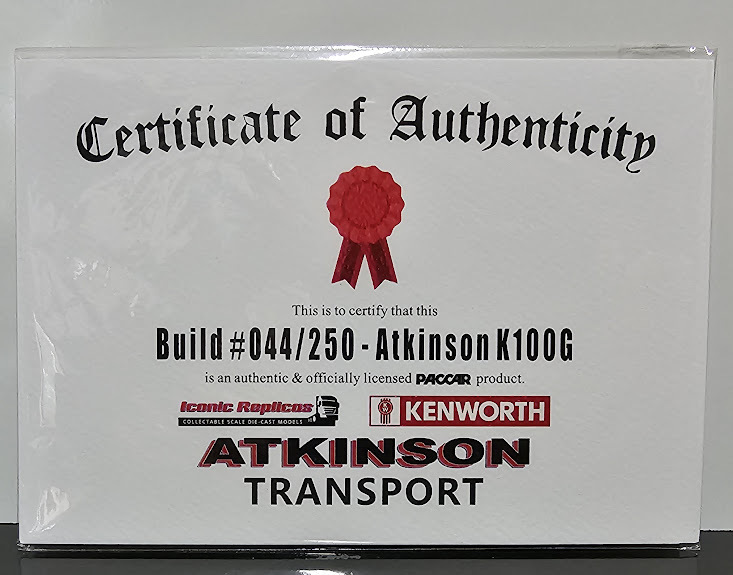 Certificate of Authenticity
This is to certify that this
Build #044/250 - Atkinson K100G
is an authentic & officially licensed PACCAR product.
Iconic Replicas
COLLECTABLE SCALE DIE-CAST MODELS
KENWORTH
ATKINSON
TRANSPORT